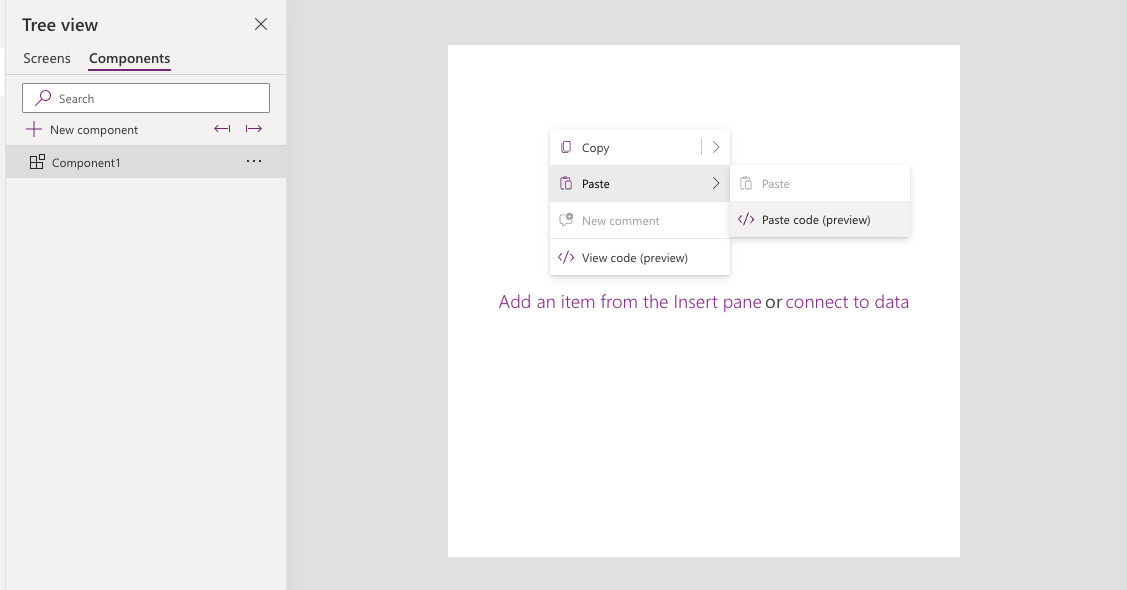 Tree view
Screens Components
Search
New component
Component1
Copy
Paste
Paste
New comment
Paste code (preview)
View code (preview)
Add an item from the Insert pane or connect to data